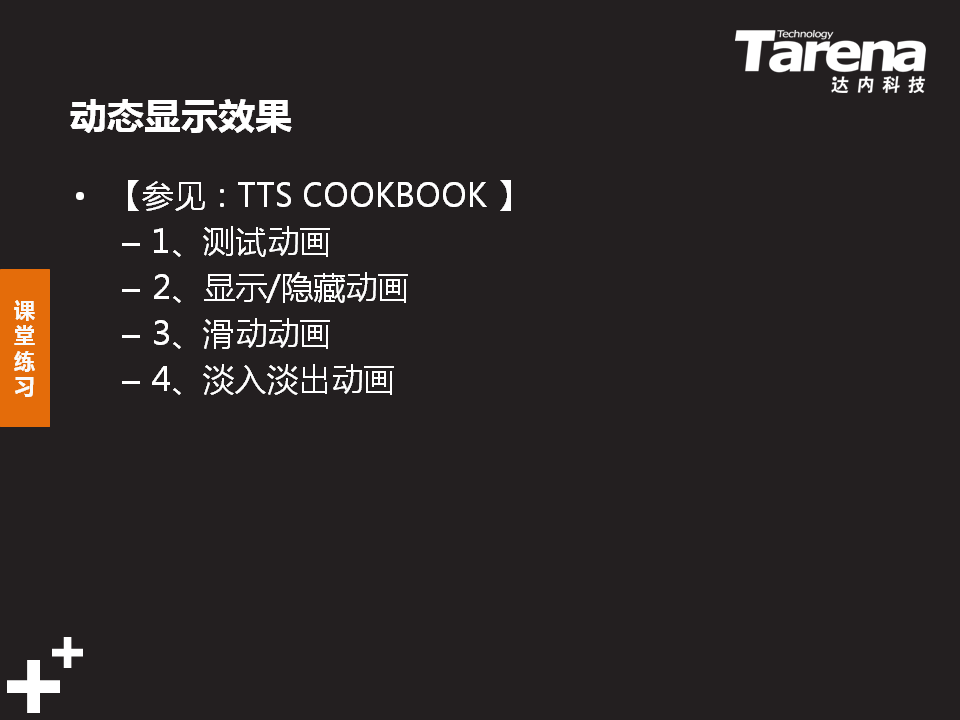 Technology
Tarena
达内科技
动态显示效果
• 【参见：TTS COOKBOOK 】
– 1、测试动画
– 2、显示/隐藏动画
– 3、滑动动画
– 4、淡入淡出动画
课
堂
练
习